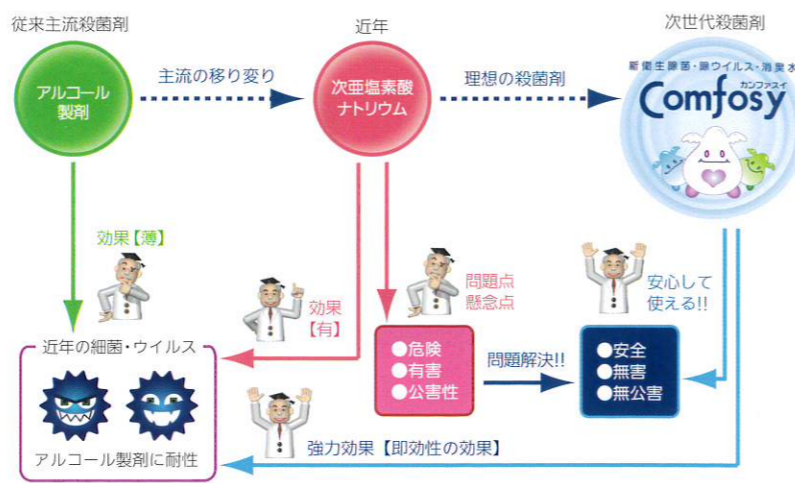 従来主流殺菌剤
近年
次世代殺菌剤
アルコール
製剤
主流の移り変り
次亜塩素酸
ナトリウム
理想の殺菌剤
新衛生除菌・除ウイルス・消臭水
カンファスイ
Comfosy
効果【薄】
効果
【有】
問題点
懸念点
安心して
使える!!
近年の細菌・ウイルス
アルコール製剤に耐性
●危険
●有害
●公害性
問題解決!!
●安全
●無害
●無公害
強力効果【即効性の効果】